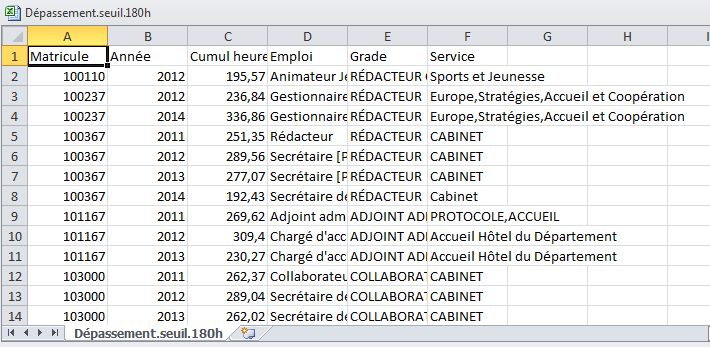 Dépassement.seuil.180h
A B C D E F G H I
1 Matricule Année Cumul heure Emploi Grade Service
2 100110 2012 195,57 Animateur Je RÉDACTEUR Sports et Jeunesse
3 100237 2012 236,84 Gestionnaire RÉDACTEUR Europe,Stratégies,Accueil et Coopération
4 100237 2014 336,86 Gestionnaire RÉDACTEUR Europe,Stratégies,Accueil et Coopération
5 100367 2011 251,35 Rédacteur RÉDACTEUR CABINET
6 100367 2012 289,56 Secrétaire [P RÉDACTEUR CABINET
7 100367 2013 277,07 Secrétaire [P RÉDACTEUR CABINET
8 100367 2014 192,43 Secrétaire de RÉDACTEUR Cabinet
9 101167 2011 269,62 Adjoint adm ADJOINT ADI PROTOCOLE,ACCUEIL
10 101167 2012 309,4 Chargé d'acc ADJOINT ADI Accueil Hôtel du Département
11 101167 2013 230,27 Chargé d'acc ADJOINT ADI Accueil Hôtel du Département
12 103000 2011 262,37 Collaborateu COLLABORAT CABINET
13 103000 2012 289,04 Secrétaire de COLLABORAT CABINET
14 103000 2013 262,02 Secrétaire de COLLABORAT CABINET
Dépassement.seuil.180h